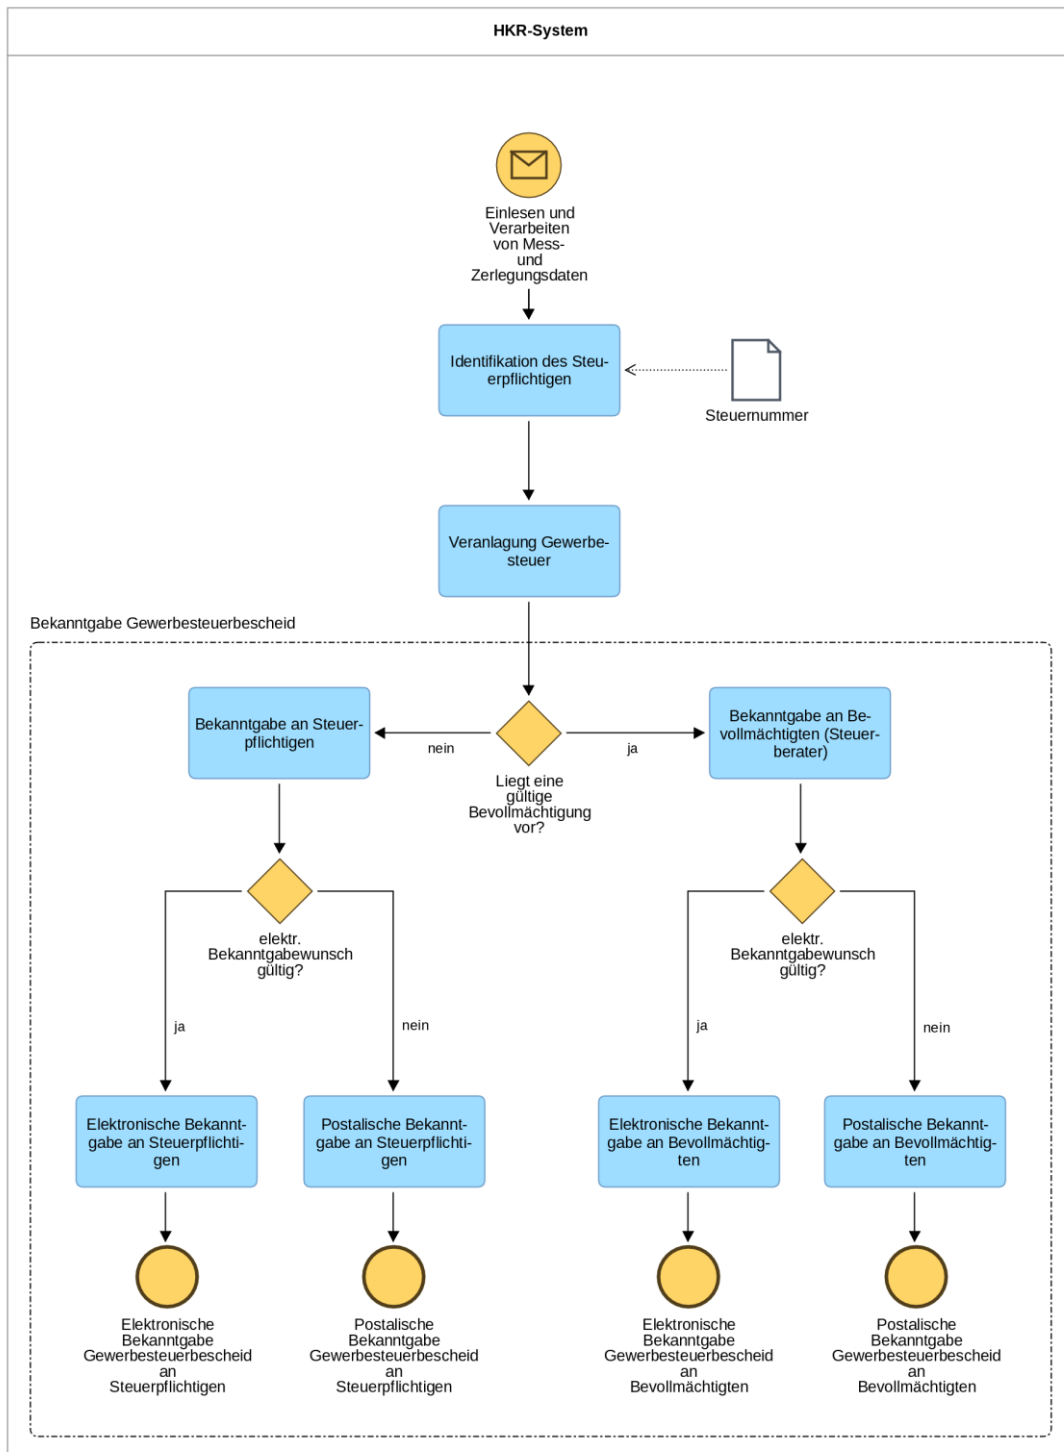 HKR-System
Einlesen und
Verarbeiten
von Mess-
und
Zerlegungsdaten
Identifikation des Steu-
erpflichtigen
Steuernummer
Veranlagung Gewerbe-
steuer
Bekanntgabe Gewerbesteuerbescheid
Bekanntgabe an Steuer-
pflichtigen
nein
ja
Bekanntgabe an Be-
vollmächtigten (Steuer-
berater)
Liegt eine
gültige
Bevollmächtigung
vor?
elektr.
Bekanntgabewunsch
gültig?
elektr.
Bekanntgabewunsch
gültig?
ja
nein
ja
nein
Elektronische Bekannt-
gabe an Steuerpflichti-
gen
Postalische Bekannt-
gabe an Steuerpflichti-
gen
Elektronische Bekannt-
gabe an Bevollmächtig-
ten
Postalische Bekannt-
gabe an Bevollmächtig-
ten
Elektronische
Bekanntgabe
Gewerbesteuerbescheid
an
Steuerpflichtigen
Postalische
Bekanntgabe
Gewerbesteuerbescheid
an
Steuerpflichtigen
Elektronische
Bekanntgabe
Gewerbesteuerbescheid
an
Bevollmächtigten
Postalische
Bekanntgabe
Gewerbesteuerbescheid
an
Bevollmächtigten